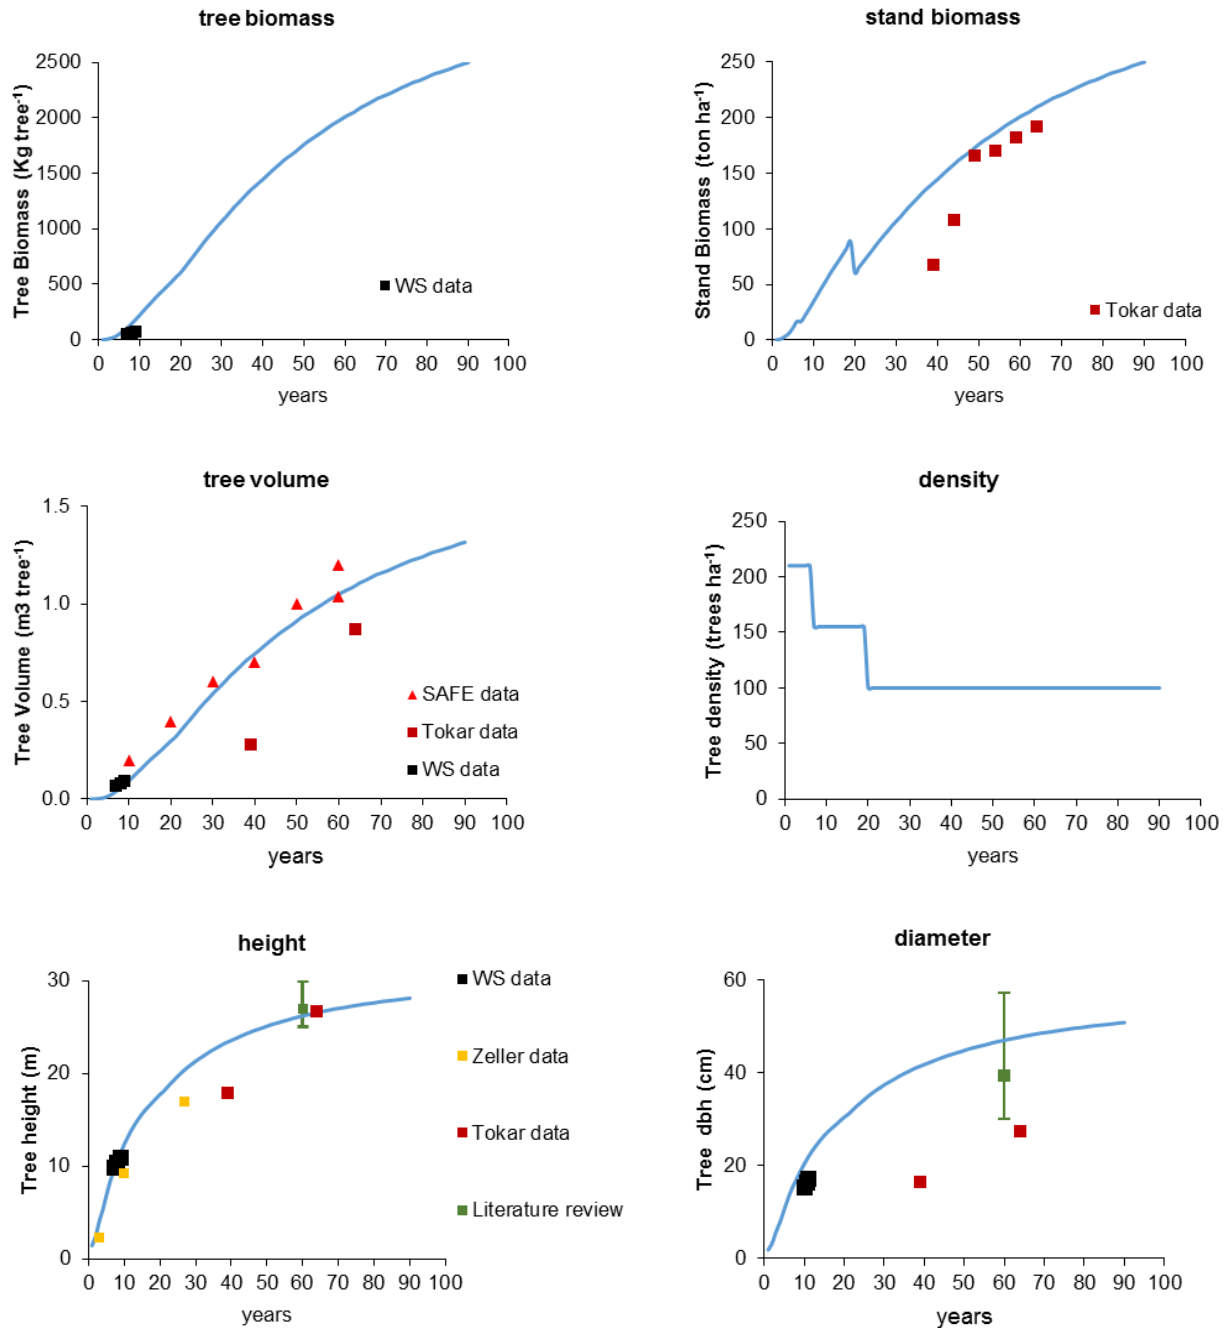 tree biomass
Tree Biomass (Kg tree⁻¹)
2500
2000
1500
1000
500
0
WS data
0 10 20 30 40 50 60 70 80 90 100
years
stand biomass
Stand Biomass (ton ha⁻¹)
250
200
150
100
50
0
Tokar data
0 10 20 30 40 50 60 70 80 90 100
years
tree volume
Tree Volume (m3 tree⁻¹)
1.5
1.0
0.5
0.0
SAFE data
Tokar data
WS data
0 10 20 30 40 50 60 70 80 90 100
years
density
Tree density (trees ha⁻¹)
250
200
150
100
50
0
0 10 20 30 40 50 60 70 80 90 100
years
height
Tree height (m)
30
20
10
0
WS data
Zeller data
Tokar data
Literature review
0 10 20 30 40 50 60 70 80 90 100
years
diameter
Tree dbh (cm)
60
40
20
0
0 10 20 30 40 50 60 70 80 90 100
years